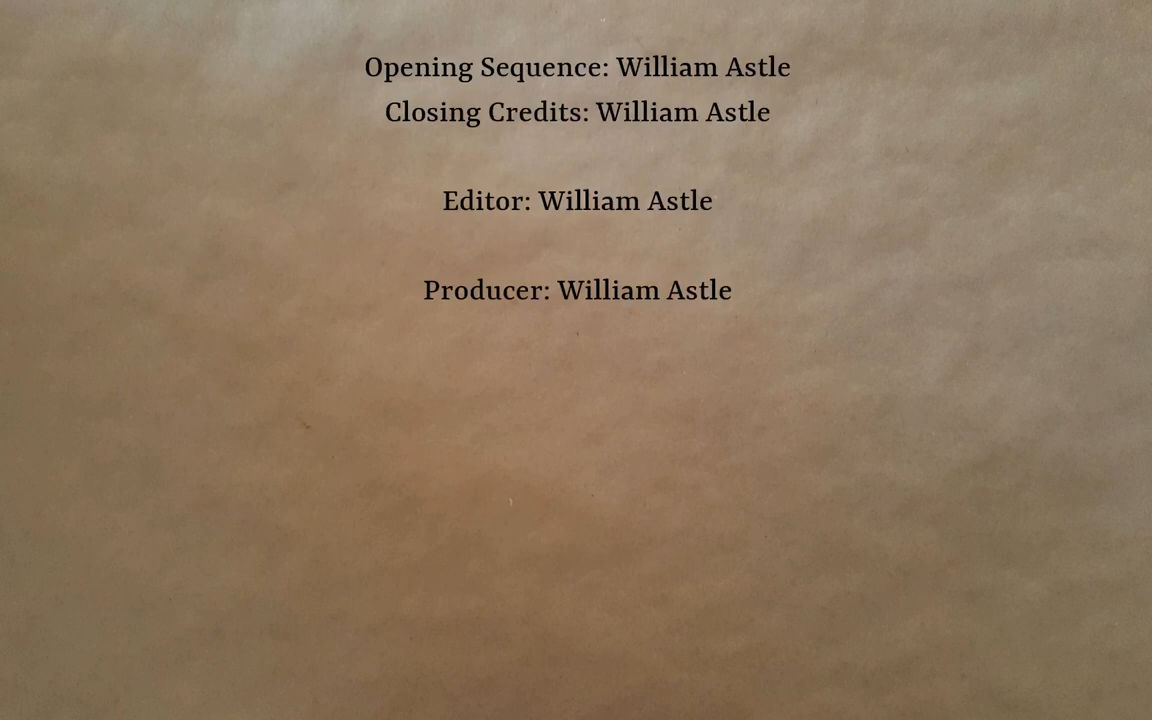 Opening Sequence: William Astle
Closing Credits: William Astle
Editor: William Astle
Producer: William Astle